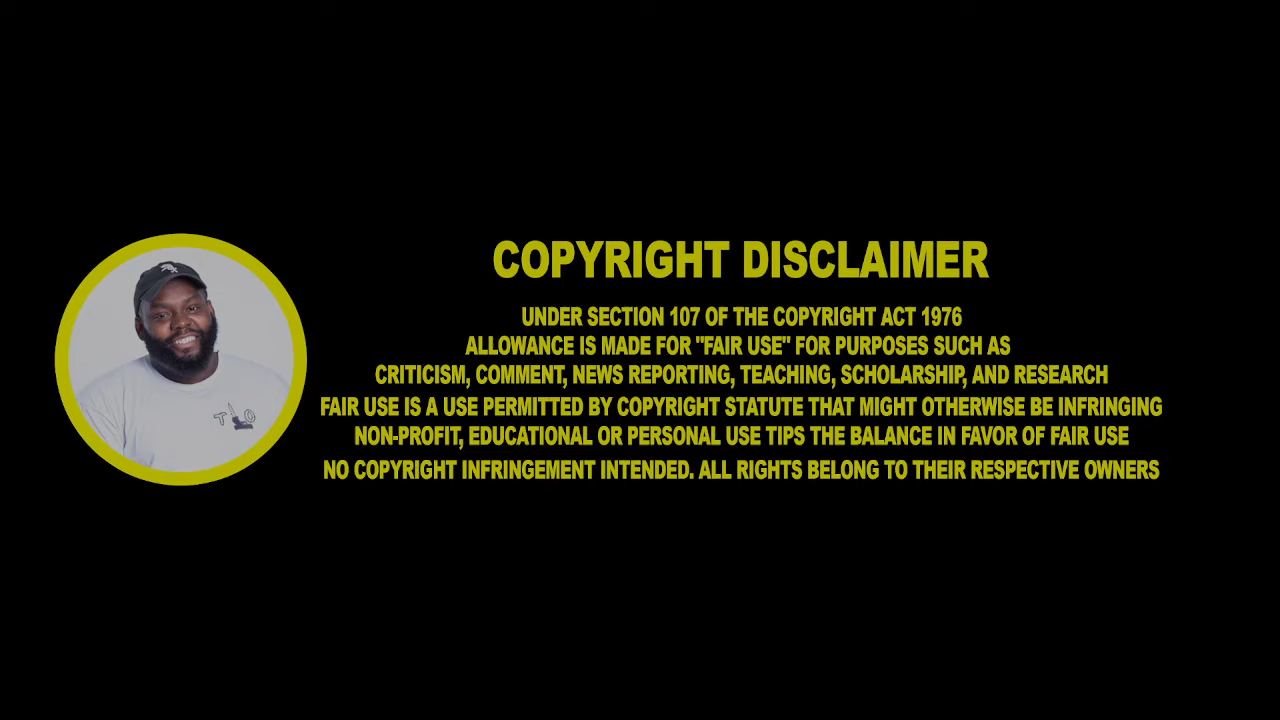 COPYRIGHT DISCLAIMER
UNDER SECTION 107 OF THE COPYRIGHT ACT 1976
ALLOWANCE IS MADE FOR "FAIR USE" FOR PURPOSES SUCH AS
CRITICISM, COMMENT, NEWS REPORTING, TEACHING, SCHOLARSHIP, AND RESEARCH
FAIR USE IS A USE PERMITTED BY COPYRIGHT STATUTE THAT MIGHT OTHERWISE BE INFRINGING
NON-PROFIT, EDUCATIONAL OR PERSONAL USE TIPS THE BALANCE IN FAVOR OF FAIR USE
NO COPYRIGHT INFRINGEMENT INTENDED. ALL RIGHTS BELONG TO THEIR RESPECTIVE OWNERS